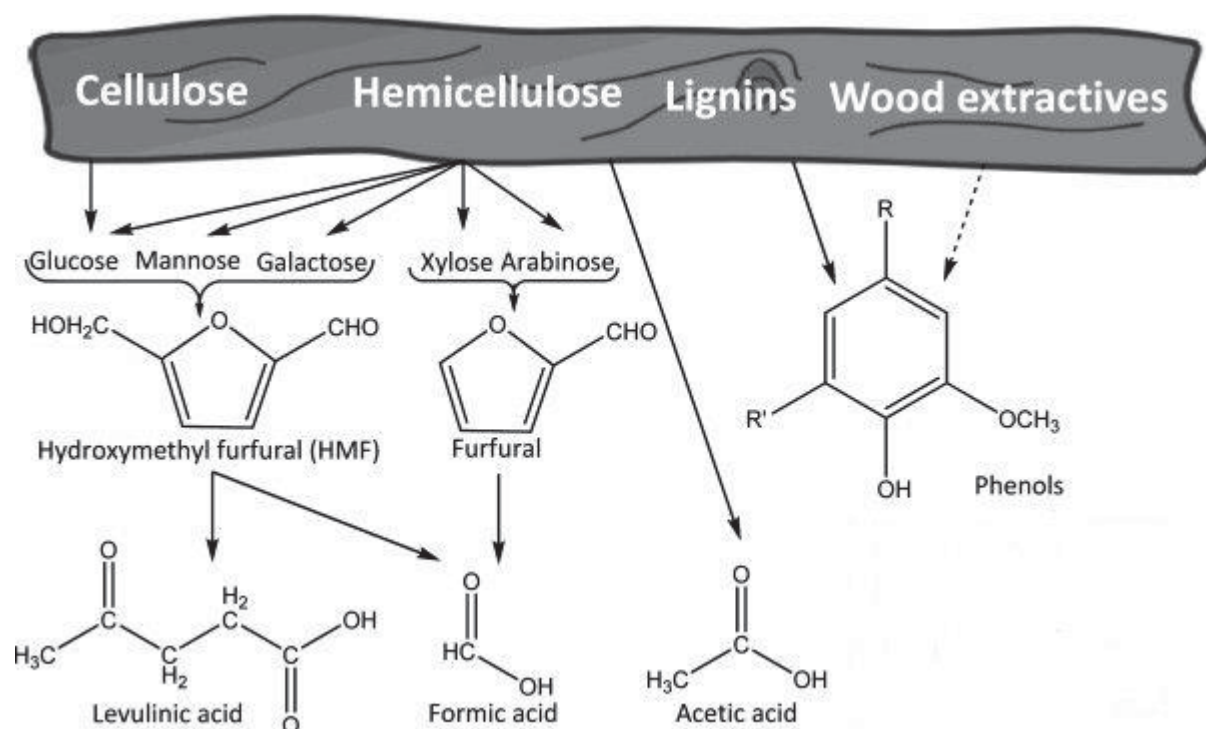 Cellulose Hemicellulose Lignins Wood extractives
Glucose Mannose Galactose Xylose Arabinose
R
HOH₂C O CHO O CHO
R' OCH₃
Hydroxymethyl furfural (HMF) Furfural
OH Phenols
O H₂ O O
C C OH HC C
H₃C C C OH H₃C OH
H₂ O
Levulinic acid Formic acid Acetic acid